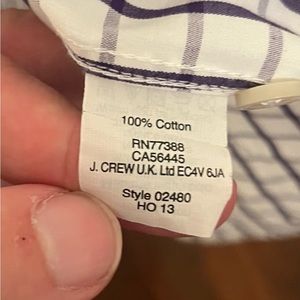 100% Cotton
RN77388
CA56445
J. CREW U.K. Ltd EC4V 6JA
Style 02480
HO 13